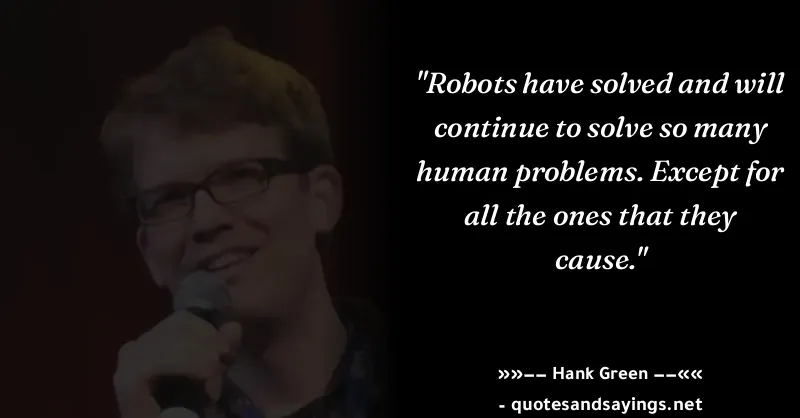 "Robots have solved and will
continue to solve so many
human problems. Except for
all the ones that they
cause."
»»–– Hank Green ––««
- quotesandsayings.net